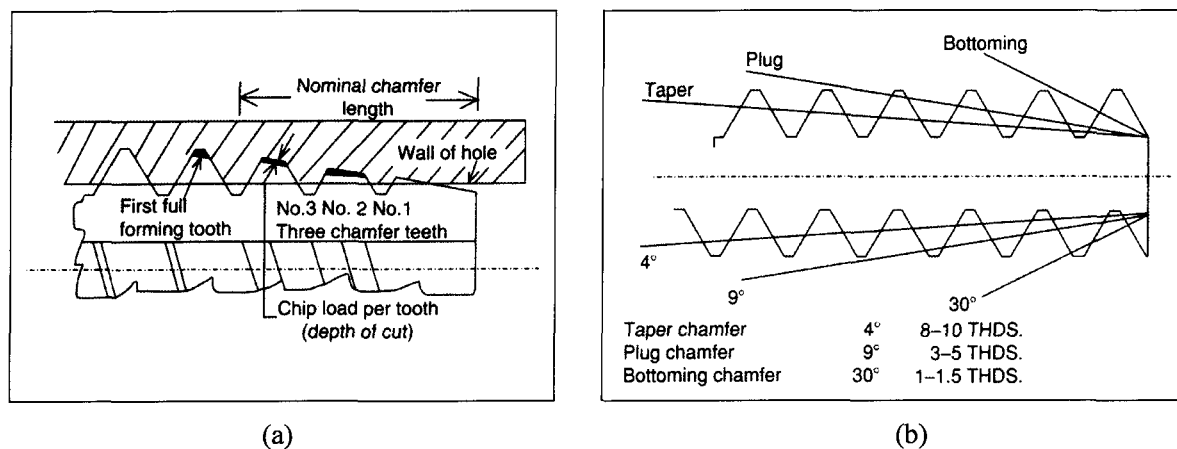 Nominal chamfer
length
Wall of hole
First full
forming tooth
No.3 No. 2 No.1
Three chamfer teeth
Chip load per tooth
(depth of cut)
(a)
Bottoming
Plug
Taper
4°
9°
30°
Taper chamfer 4° 8–10 THDS.
Plug chamfer 9° 3–5 THDS.
Bottoming chamfer 30° 1–1.5 THDS.
(b)